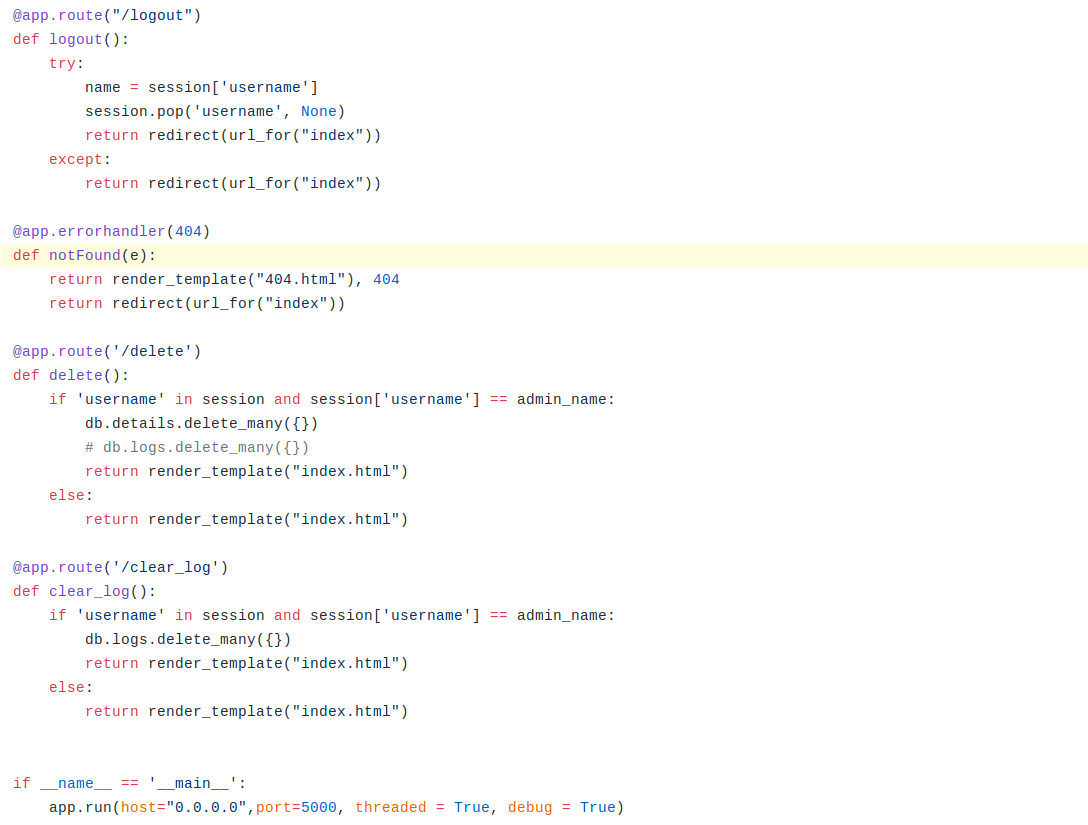 @app.route("/logout")
def logout():
    try:
        name = session['username']
        session.pop('username', None)
        return redirect(url_for("index"))
    except:
        return redirect(url_for("index"))

@app.errorhandler(404)
def notFound(e):
    return render_template("404.html"), 404
    return redirect(url_for("index"))

@app.route('/delete')
def delete():
    if 'username' in session and session['username'] == admin_name:
        db.details.delete_many({})
        # db.logs.delete_many({})
        return render_template("index.html")
    else:
        return render_template("index.html")

@app.route('/clear_log')
def clear_log():
    if 'username' in session and session['username'] == admin_name:
        db.logs.delete_many({})
        return render_template("index.html")
    else:
        return render_template("index.html")


if __name__ == '__main__':
    app.run(host="0.0.0.0",port=5000, threaded = True, debug = True)